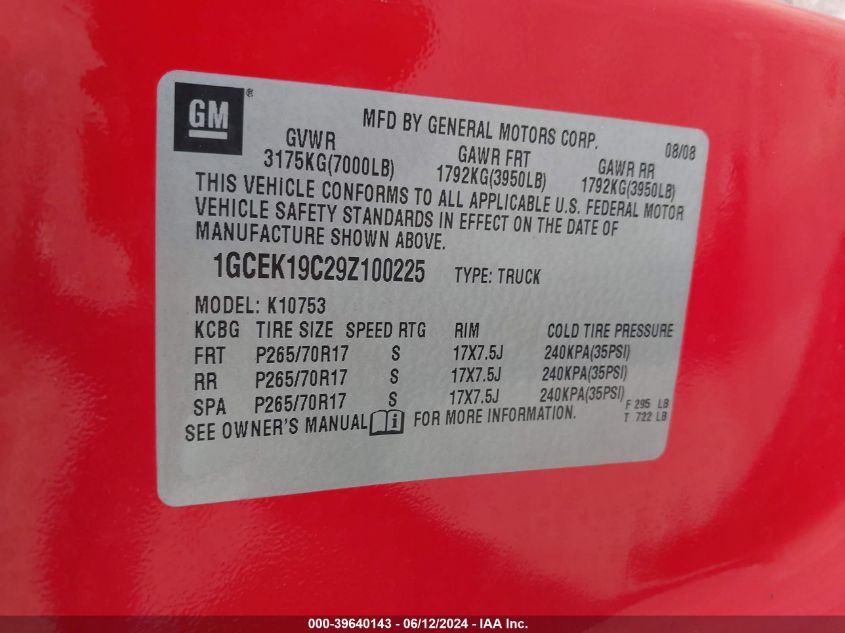 GM®
MFD BY GENERAL MOTORS CORP. 08/08
GVWR GAWR FRT GAWR RR
3175KG(7000LB) 1792KG(3950LB) 1792KG(3950LB)
THIS VEHICLE CONFORMS TO ALL APPLICABLE U.S. FEDERAL MOTOR
VEHICLE SAFETY STANDARDS IN EFFECT ON THE DATE OF
MANUFACTURE SHOWN ABOVE.
1GCEK19C29Z100225 TYPE: TRUCK
MODEL: K10753
KCBG TIRE SIZE SPEED RTG RIM COLD TIRE PRESSURE
FRT P265/70R17 S 17X7.5J 240KPA(35PSI)
RR P265/70R17 S 17X7.5J 240KPA(35PSI)
SPA P265/70R17 S 17X7.5J 240KPA(35PSI)
F 295 LB
SEE OWNER'S MANUAL i FOR MORE INFORMATION. T 722 LB
000-39640143 - 06/12/2024 - IAA Inc.